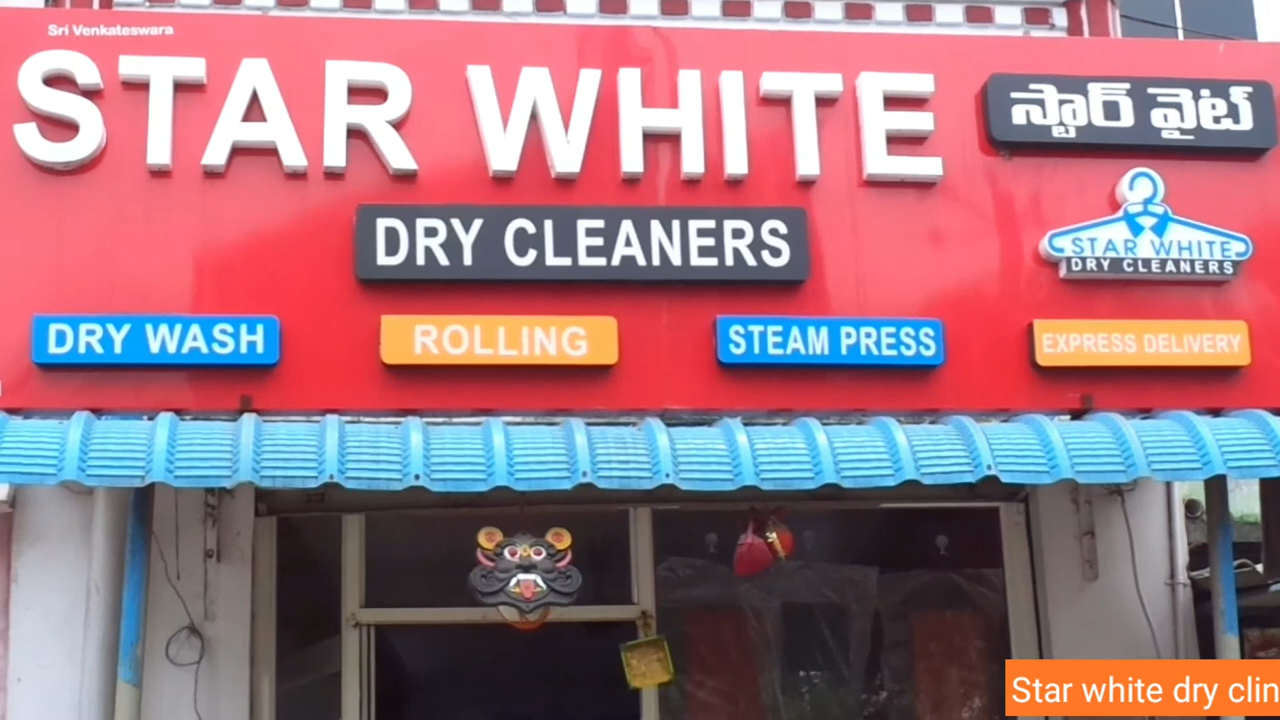 Sri Venkateswara
STAR WHITE
స్టార్ వైట్
DRY CLEANERS
STAR WHITE
DRY CLEANERS
DRY WASH
ROLLING
STEAM PRESS
EXPRESS DELIVERY
Star white dry clin